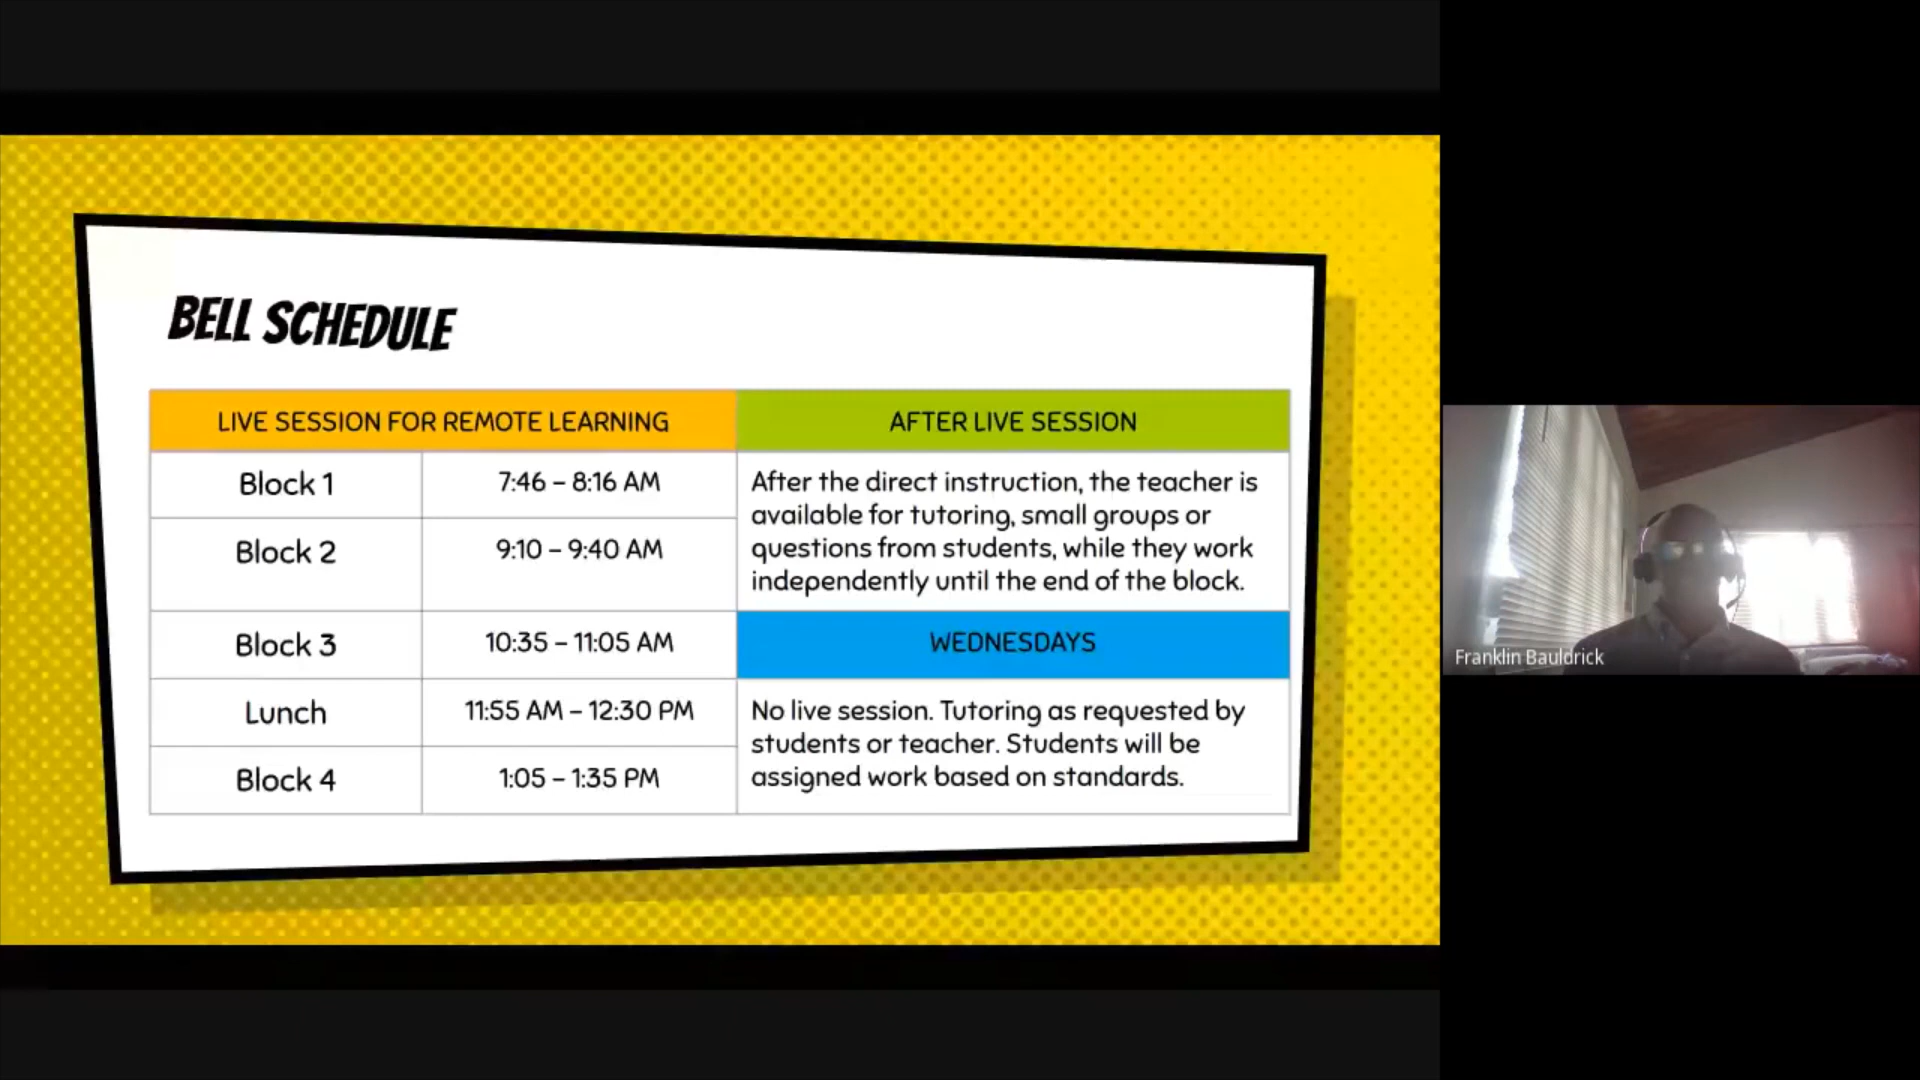 BELL SCHEDULE
LIVE SESSION FOR REMOTE LEARNING
AFTER LIVE SESSION
Block 1
7:46 – 8:16 AM
Block 2
9:10 – 9:40 AM
After the direct instruction, the teacher is
available for tutoring, small groups or
questions from students, while they work
independently until the end of the block.
Block 3
10:35 – 11:05 AM
WEDNESDAYS
Lunch
11:55 AM – 12:30 PM
Block 4
1:05 – 1:35 PM
No live session. Tutoring as requested by
students or teacher. Students will be
assigned work based on standards.
Franklin Bauldrick